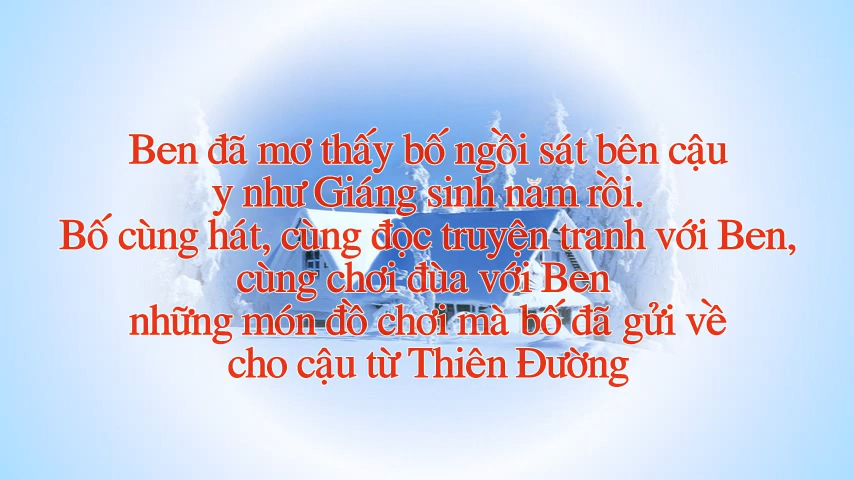 Ben đã mơ thấy bố ngồi sát bên cậu
y như Giáng sinh nam rồi.
Bố cùng hát, cùng đọc truyện tranh với Ben,
cùng chơi đùa với Ben
những món đồ chơi mà bố đã gửi về
cho cậu từ Thiên Đường